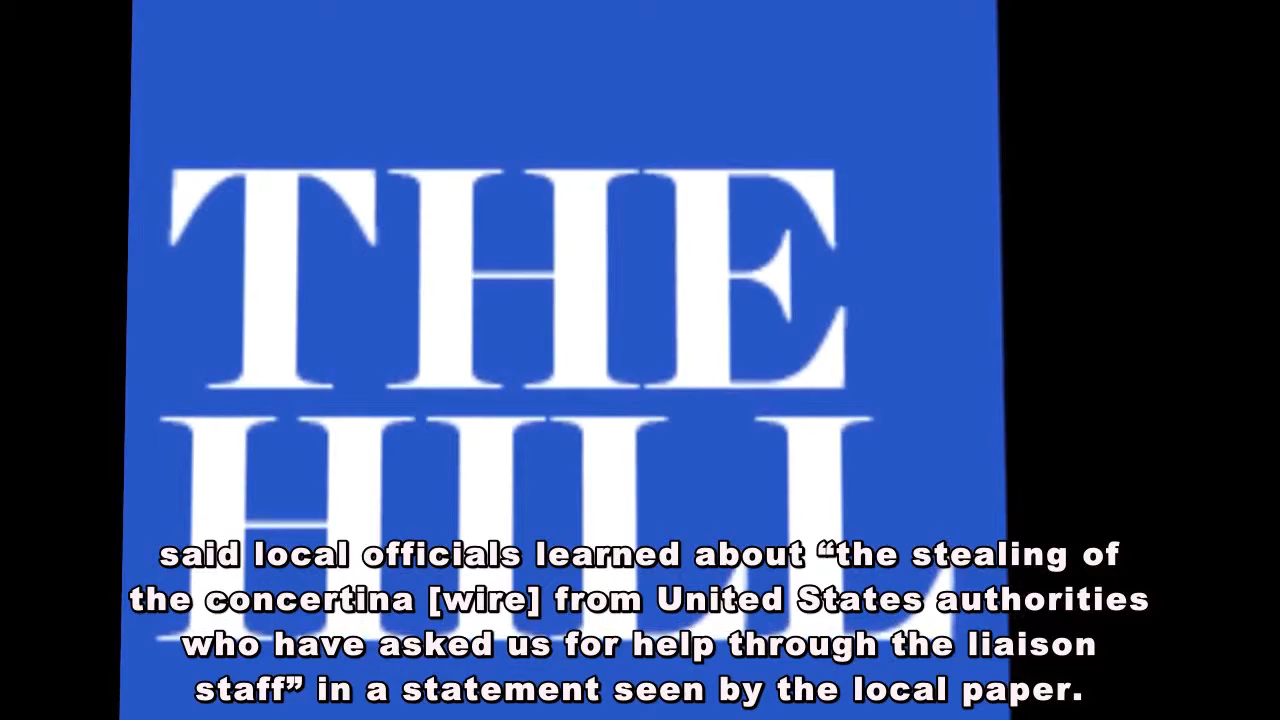 THE
HILL
said local officials learned about “the stealing of
the concertina [wire] from United States authorities
who have asked us for help through the liaison
staff” in a statement seen by the local paper.